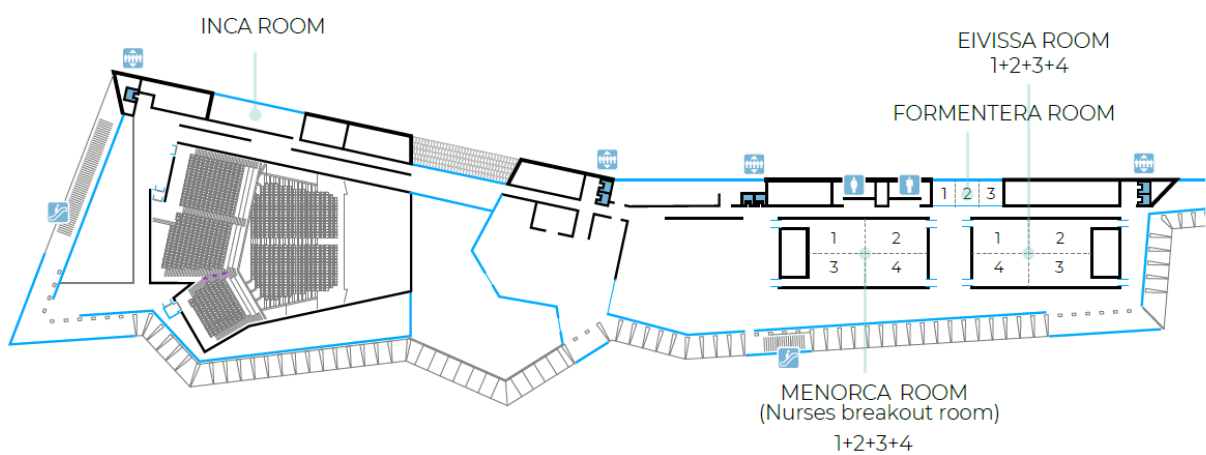 INCA ROOM
EIVISSA ROOM
1+2+3+4
FORMENTERA ROOM
1 2 3
1 2
3 4
1 2
4 3
MENORCA ROOM
(Nurses breakout room)
1+2+3+4